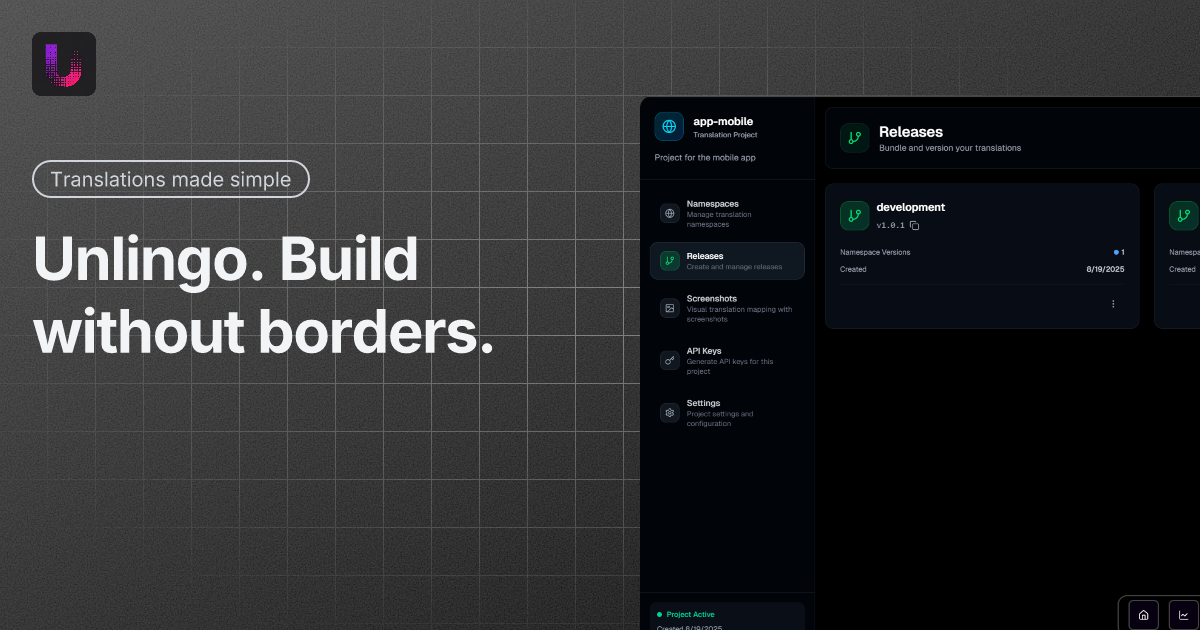 Translations made simple
Unlingo. Build
without borders.
app-mobile
Translation Project
Project for the mobile app
Namespaces
Manage translation
namespaces
Releases
Create and manage releases
Screenshots
Visual translation mapping with
screenshots
API Keys
Generate API keys for this
project
Settings
Project settings and
configuration
Project Active
Created 8/19/2025
Releases
Bundle and version your translations
development
v1.0.1
Namespace Versions
1
Created
8/19/2025
Namespa
Created